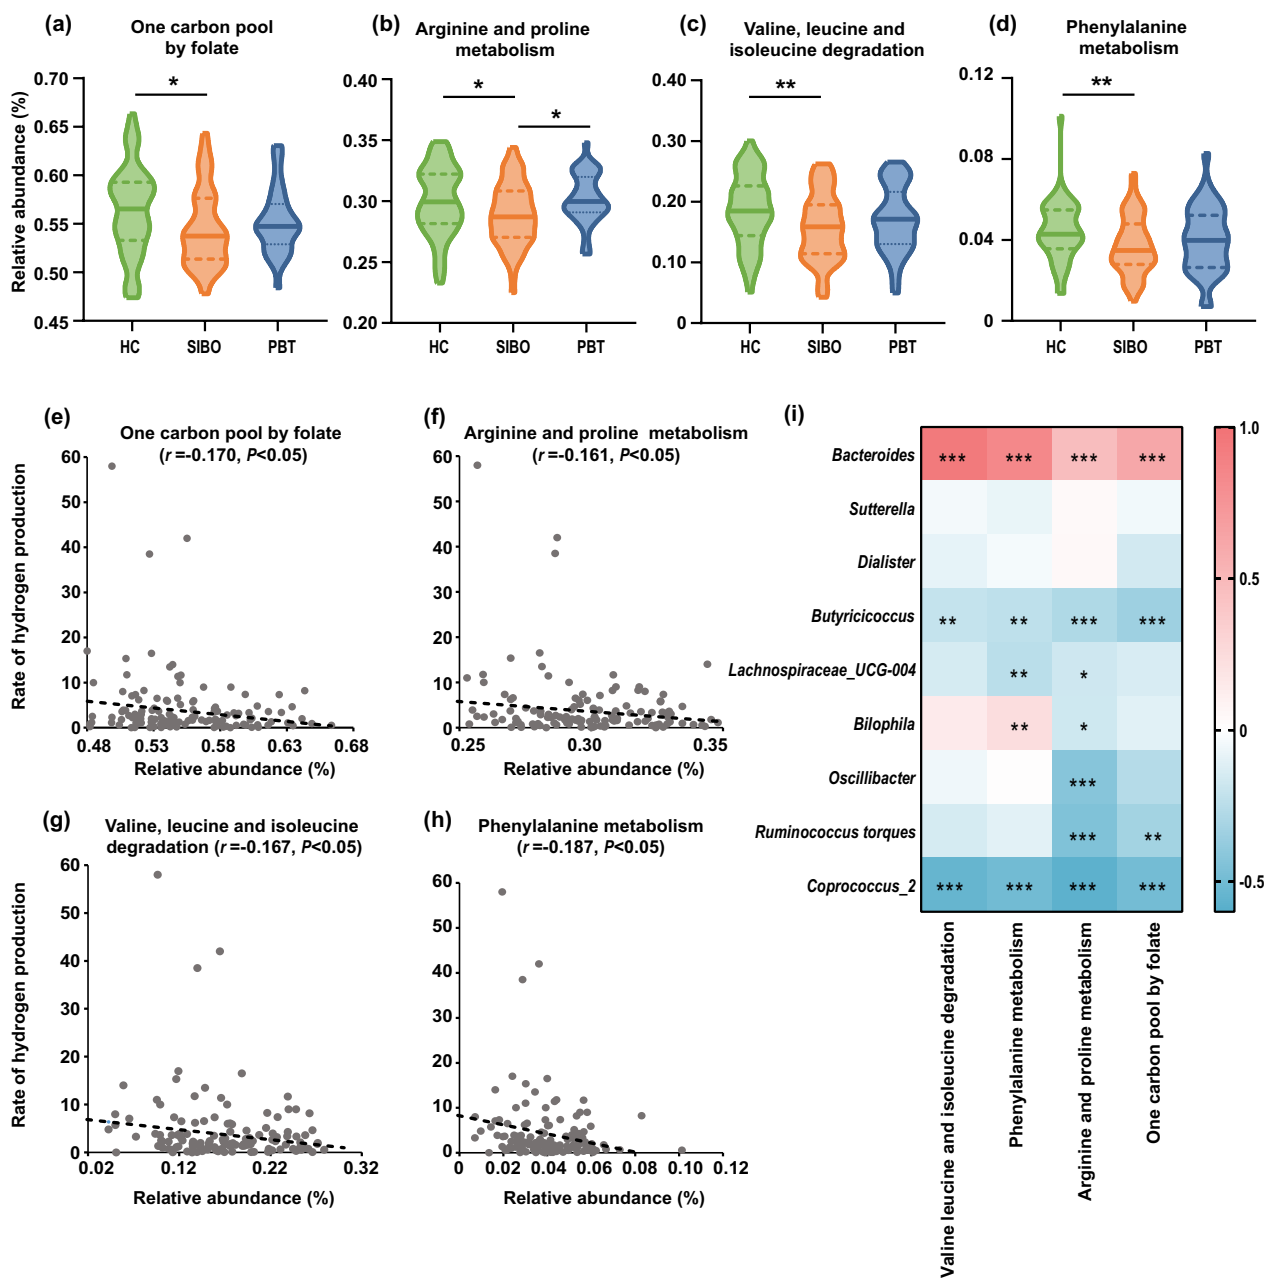 (a)
One carbon pool
by folate
Relative abundance (%)
0.70
0.65
0.60
0.55
0.50
0.45
*
HC
SIBO
PBT
(b)
Arginine and proline
metabolism
0.40
0.35
0.30
0.25
0.20
*
*
HC
SIBO
PBT
(c)
Valine, leucine and
isoleucine degradation
0.40
0.30
0.20
0.10
0
**
HC
SIBO
PBT
(d)
Phenylalanine
metabolism
0.12
0.08
0.04
0
**
HC
SIBO
PBT
(e)
One carbon pool by folate
(r =-0.170, P<0.05)
Rate of hydrogen production
60
50
40
30
20
10
0
0.48
0.53
0.58
0.63
0.68
Relative abundance (%)
(f)
Arginine and proline metabolism
(r =-0.161, P<0.05)
60
50
40
30
20
10
0
0.25
0.30
0.35
Relative abundance (%)
(g)
Valine, leucine and isoleucine
degradation (r =-0.167, P<0.05)
Rate of hydrogen production
60
50
40
30
20
10
0
0.02
0.12
0.22
0.32
Relative abundance (%)
(h)
Phenylalanine metabolism
(r =-0.187, P<0.05)
60
50
40
30
20
10
0
0
0.02
0.04
0.06
0.08
0.10
0.12
Relative abundance (%)
(i)
Bacteroides
*** *** *** ***
Sutterella
Dialister
Butyricicoccus
** ** *** ***
Lachnospiraceae_UCG-004
** *
Bilophila
** *
Oscillibacter
***
Ruminococcus torques
*** **
Coprococcus_2
*** *** *** ***
Valine leucine and isoleucine degradation
Phenylalanine metabolism
Arginine and proline metabolism
One carbon pool by folate
1.0
0.5
0
-0.5